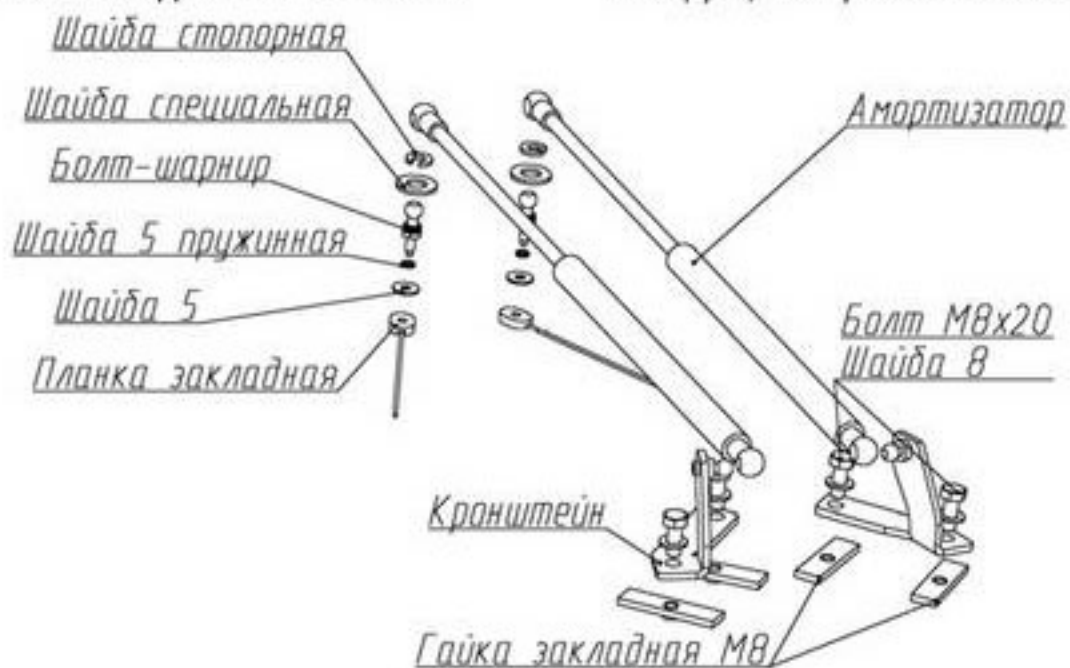 Шайба стопорная
Шайба специальная
Амортизатор
Болт-шарнир
Шайба 5 пружинная
Шайба 5
Болт М8х20
Шайба 8
Планка закладная
Кронштейн
Гайка закладная М8